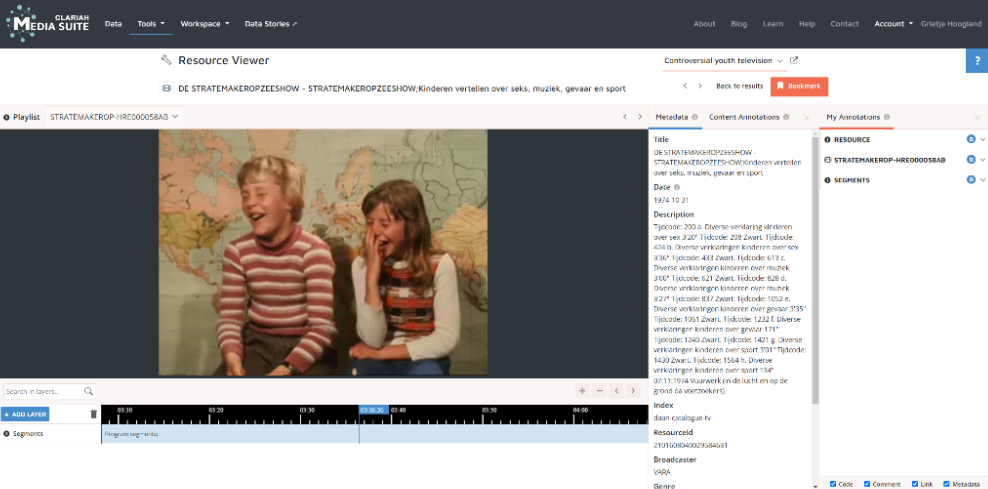 CLARIAH
MEDIA SUITE
Data
Tools
Workspace
Data Stories
About
Blog
Learn
Help
Contact
Account
Grietje Hoogland
Resource Viewer
Controversial youth television
?
DE STRATEMAKEROPZEESHOW - STRATEMAKEROPZEESHOW;Kinderen vertellen over seks, muziek, gevaar en sport
Back to results
Bookmark
Playlist
STRATEMAKEROP-HRE000058AB
Metadata
Content Annotations
My Annotations
Title
DE STRATEMAKEROPZEESHOW -
STRATEMAKEROPZEESHOW;Kinderen vertellen
over seks, muziek, gevaar en sport
Date
1974-10-31
Description
Tijdcode: 200 a. Diverse verklaring kinderen
over sex 3'20" Tijdcode: 208 Zwart. Tijdcode:
424 b. Diverse verklaringen kinderen over sex
3'36" Tijdcode: 433 Zwart. Tijdcode: 613 c.
Diverse verklaringen kinderen over muziek
3'00" Tijdcode: 621 Zwart. Tijdcode: 828 d.
Diverse verklaringen kinderen over muziek
3'27" Tijdcode: 837 Zwart. Tijdcode: 1052 e.
Diverse verklaringen kinderen over gevaar 3'35"
Tijdcode: 1061 Zwart. Tijdcode: 1232 f. Diverse
verklaringen kinderen over gevaar 171"
Tijdcode: 1240 Zwart. Tijdcode: 1421 g. Diverse
verklaringen kinderen over sport 3'01" Tijdcode:
1430 Zwart. Tijdcode: 1564 h. Diverse
verklaringen kinderen over sport 134"
07:11:1974 Vuurwerk (in de lucht en op de
grond oa voetzoekers).
Index
daan-catalogue-tv
ResourceId
2101608040029584631
Broadcaster
VARA
Genre
RESOURCE
0
STRATEMAKEROP-HRE000058AB
0
SEGMENTS
0
Search in layers...
+ ADD LAYER
03:10
03:20
03:30
03:36.31
03:40
03:50
04:00
Segments
Program segments
Code
Comment
Link
Metadata